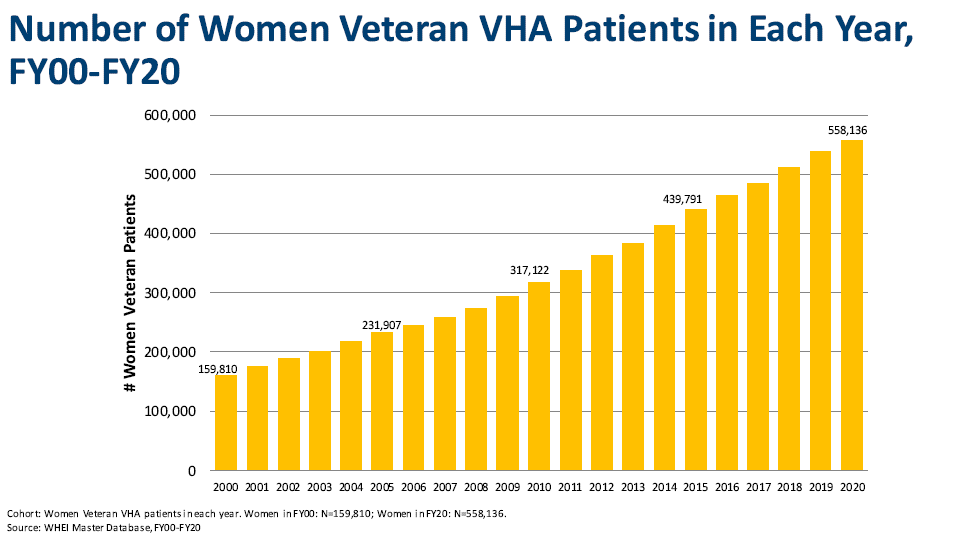 Number of Women Veteran VHA Patients in Each Year,
FY00-FY20
# Women Veteran Patients
600,000
500,000
400,000
300,000
200,000
100,000
0
159,810
231,907
317,122
439,791
558,136
2000 2001 2002 2003 2004 2005 2006 2007 2008 2009 2010 2011 2012 2013 2014 2015 2016 2017 2018 2019 2020
Cohort: Women Veteran VHA patients in each year. Women in FY00: N=159,810; Women in FY20: N=558,136.
Source: WHEI Master Database, FY00-FY20